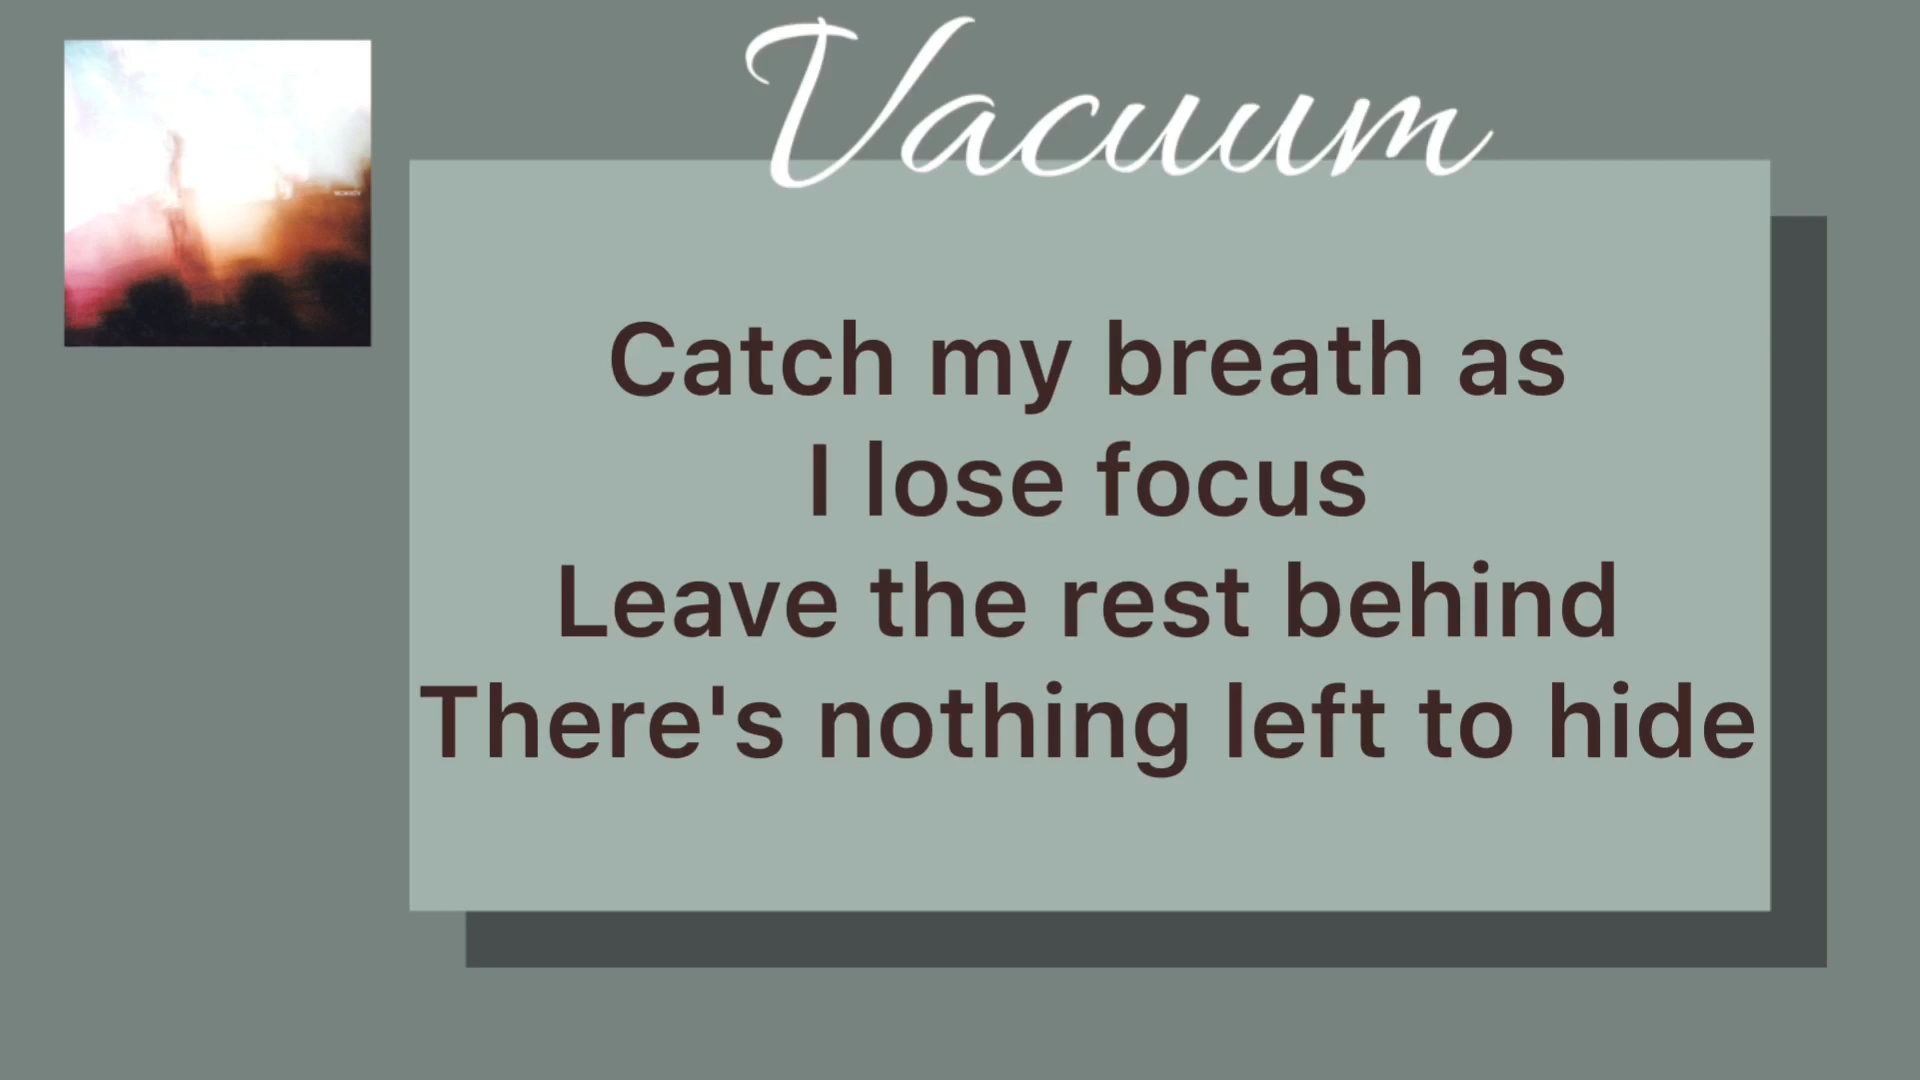 Vacuum
Catch my breath as
I lose focus
Leave the rest behind
There's nothing left to hide